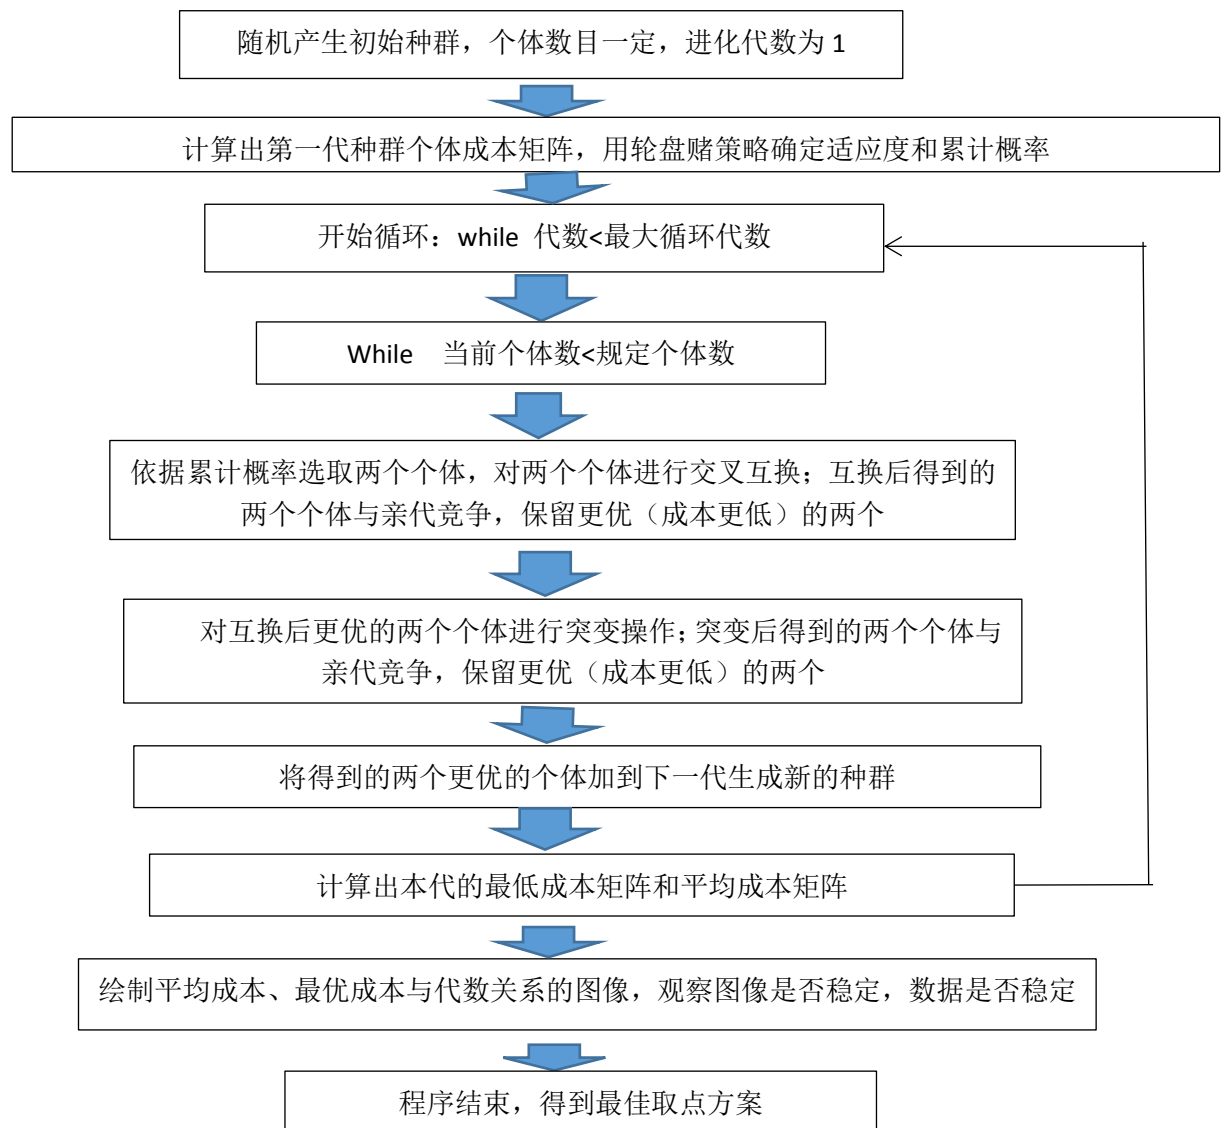 随机产生初始种群，个体数目一定，进化代数为 1
计算出第一代种群个体成本矩阵，用轮盘赌策略确定适应度和累计概率
开始循环：while 代数<最大循环代数
While 当前个体数<规定个体数
依据累计概率选取两个个体，对两个个体进行交叉互换；互换后得到的
两个个体与亲代竞争，保留更优（成本更低）的两个
对互换后更优的两个个体进行突变操作；突变后得到的两个个体与
亲代竞争，保留更优（成本更低）的两个
将得到的两个更优的个体加到下一代生成新的种群
计算出本代的最低成本矩阵和平均成本矩阵
绘制平均成本、最优成本与代数关系的图像，观察图像是否稳定，数据是否稳定
程序结束，得到最佳取点方案